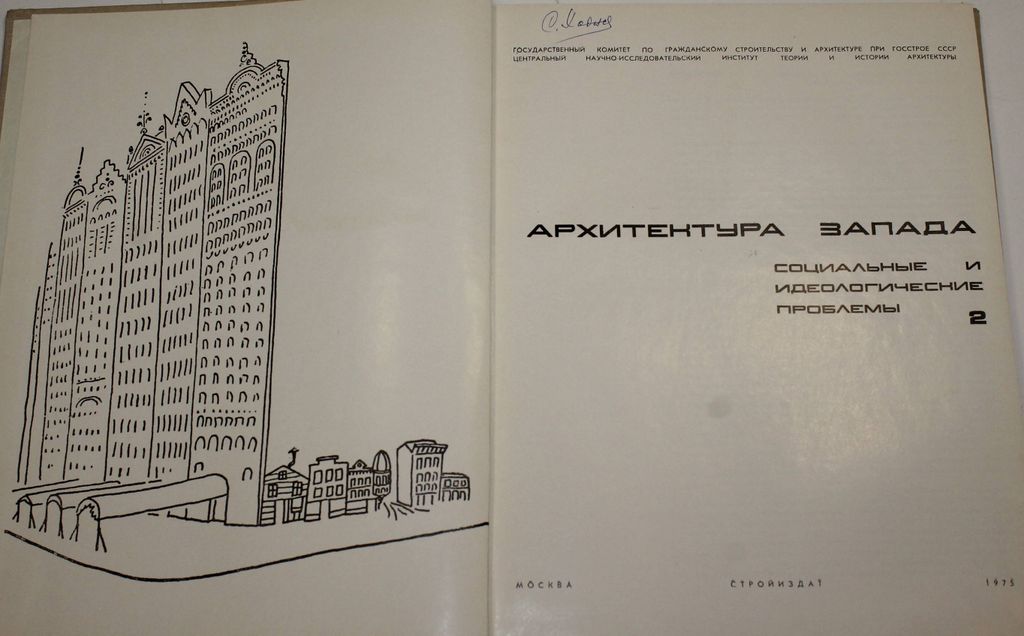 ГОСУДАРСТВЕННЫЙ КОМИТЕТ ПО ГРАЖДАНСКОМУ СТРОИТЕЛЬСТВУ И АРХИТЕКТУРЕ ПРИ ГОССТРОЕ СССР
ЦЕНТРАЛЬНЫЙ НАУЧНО-ИССЛЕДОВАТЕЛЬСКИЙ ИНСТИТУТ ТЕОРИИ И ИСТОРИИ АРХИТЕКТУРЫ
АРХИТЕКТУРА ЗАПАДА
СОЦИАЛЬНЫЕ И
ИДЕОЛОГИЧЕСКИЕ
ПРОБЛЕМЫ 2
МОСКВА СТРОЙИЗДАТ 1975